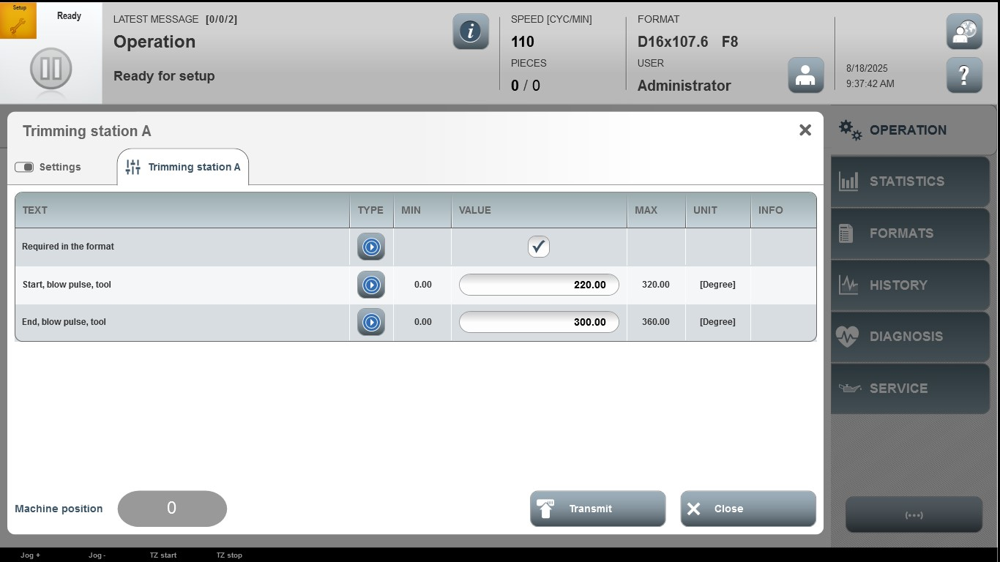 Setup
Ready
LATEST MESSAGE [0/0/2]
Operation
Ready for setup
i
SPEED [CYC/MIN]
110
PIECES
0 / 0
FORMAT
D16x107.6 F8
USER
Administrator
8/18/2025
9:37:42 AM
?
Trimming station A
Settings
Trimming station A
TEXT TYPE MIN VALUE MAX UNIT INFO
Required in the format
Start, blow pulse, tool 0.00 220.00 320.00 [Degree]
End, blow pulse, tool 0.00 300.00 360.00 [Degree]
Machine position 0
Transmit
Close
OPERATION
STATISTICS
FORMATS
HISTORY
DIAGNOSIS
SERVICE
(•••)
Jog + Jog - TZ start TZ stop